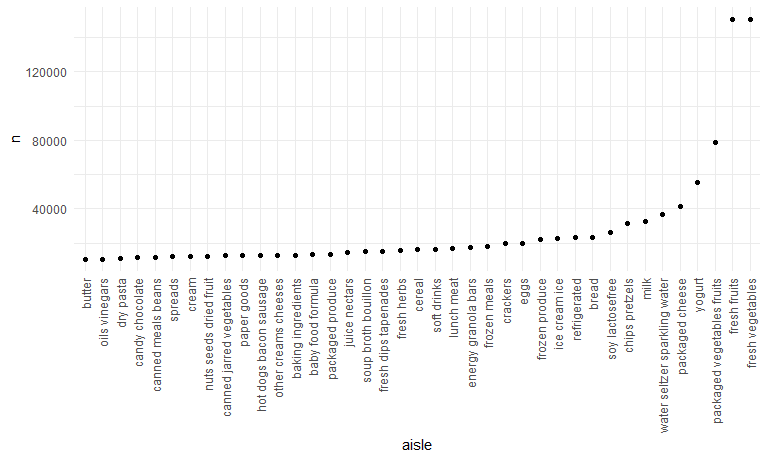 120000
80000
40000
n
butter
oils vinegars
dry pasta
candy chocolate
canned meals beans
spreads
cream
nuts seeds dried fruit
canned jarred vegetables
paper goods
hot dogs bacon sausage
other creams cheeses
baking ingredients
baby food formula
packaged produce
juice nectars
soup broth bouillon
fresh dips tapenades
fresh herbs
cereal
soft drinks
lunch meat
energy granola bars
frozen meals
crackers
eggs
frozen produce
ice cream ice
refrigerated
bread
soy lactosefree
chips pretzels
milk
water seltzer sparkling water
packaged cheese
yogurt
packaged vegetables fruits
fresh fruits
fresh vegetables
aisle